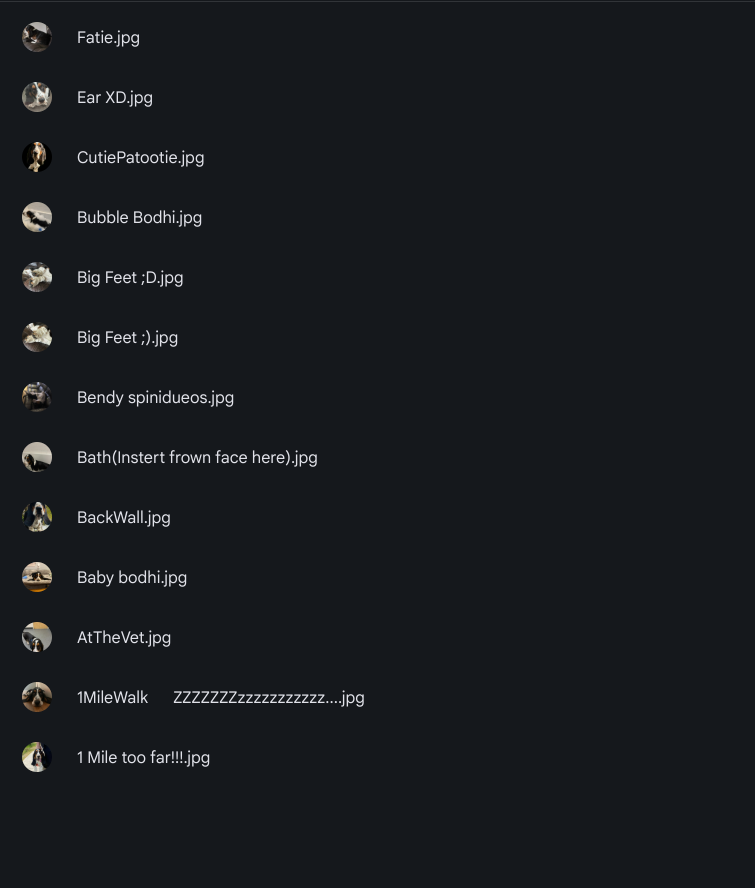 Fatie.jpg
Ear XD.jpg
CutiePatootie.jpg
Bubble Bodhi.jpg
Big Feet ;D.jpg
Big Feet ;).jpg
Bendy spinidueos.jpg
Bath(Instert frown face here).jpg
BackWall.jpg
Baby bodhi.jpg
AtTheVet.jpg
1MileWalk ZZZZZZZzzzzzzzzzzz....jpg
1 Mile too far!!!.jpg